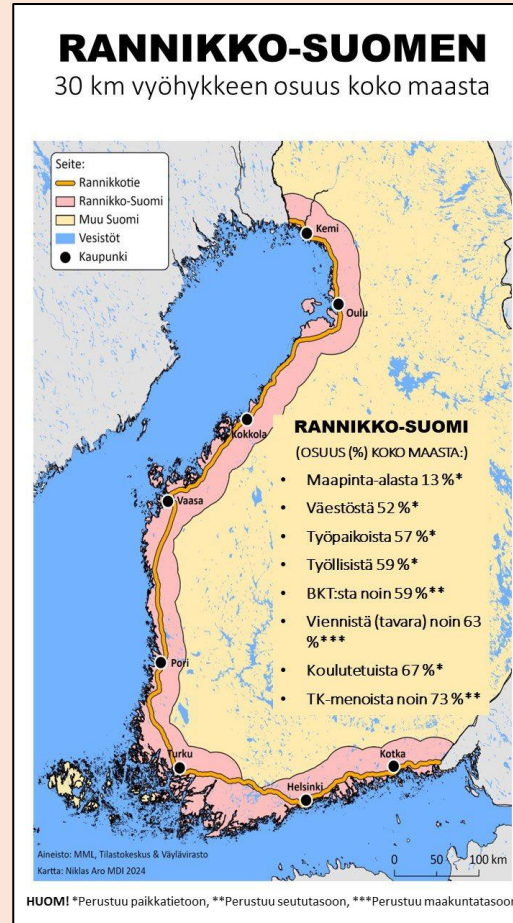 RANNIKKO-SUOMEN
30 km vyöhykkeen osuus koko maasta
Seite:
Rannikkotie
Rannikko-Suomi
Muu Suomi
Vesistöt
Kaupunki
Kemi
Oulu
Kokkola
Vaasa
Pori
Turku
Helsinki
Kotka
RANNIKKO-SUOMI
(OSUUS (%) KOKO MAASTA:)
• Maapinta-alasta 13 %*
• Väestöstä 52 %*
• Työpaikoista 57 %*
• Työllisistä 59 %*
• BKT:sta noin 59 %**
• Viennistä (tavara) noin 63
%***
• Koulutetuista 67 %*
• TK-menoista noin 73 %**
Aineisto: MML, Tilastokeskus & Väylävirasto
Kartta: Niklas Aro MDI 2024
0 50 100 km
HUOM! *Perustuu paikkatietoon, **Perustuu seututasoon, ***Perustuu maakuntatasoon